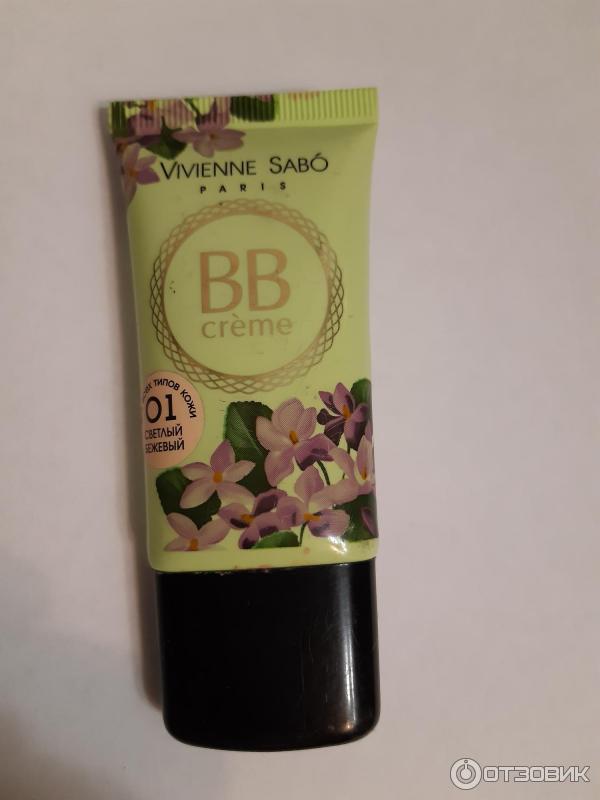 VIVIENNE SABÓ
PARIS
BB
crème
ТИПОВ КОЖИ
01
СВЕТЛЫЙ
БЕЖЕВЫЙ
ОТЗОВИК